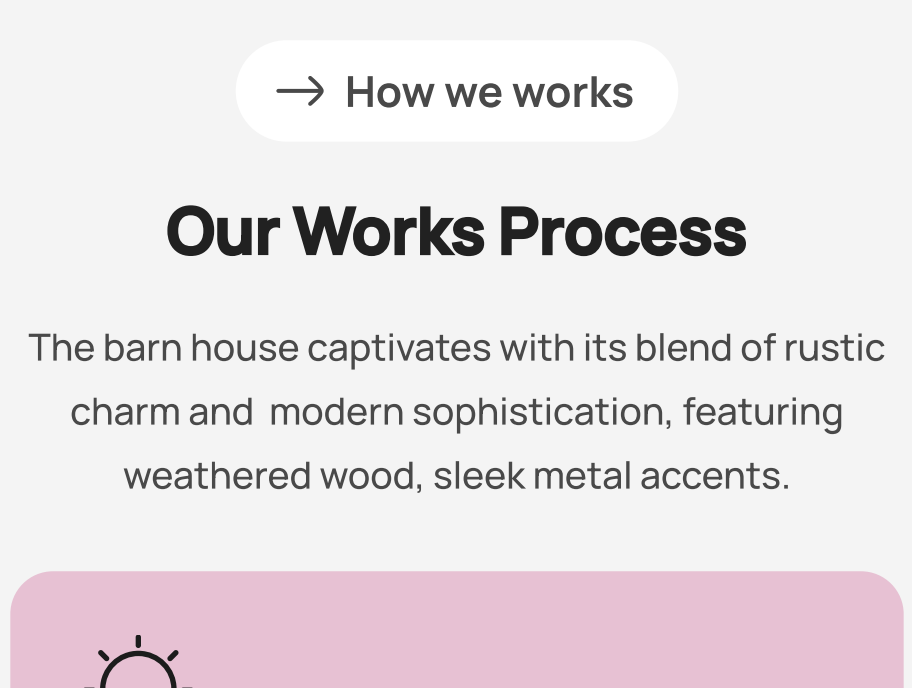 How we works
Our Works Process
The barn house captivates with its blend of rustic
charm and  modern sophistication, featuring
weathered wood, sleek metal accents.